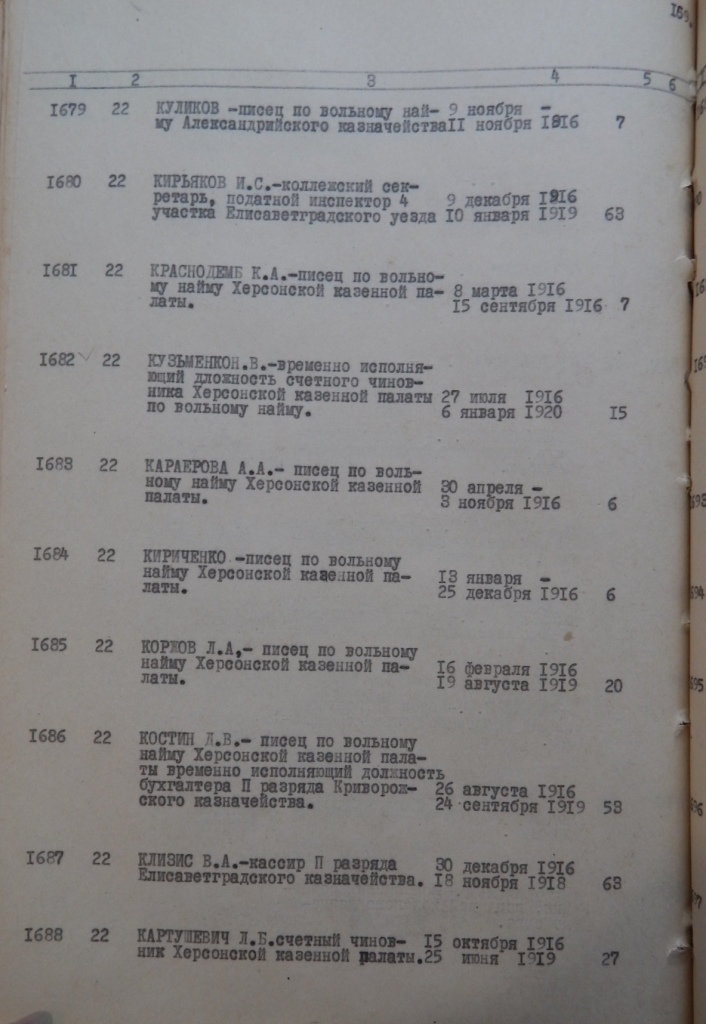 1 2 3 4 5 6
1679 22 КУЛИКОВ -писец по вольному най- 9 ноября -
му Александрийского казначейства 11 ноября 1916 7
1680 22 КИРЬЯКОВ И.С.-коллежский сек-
ретарь, податной инспектор 4 9 декабря 1916
участка Елисаветградского уезда 10 января 1919 63
1681 22 КРАСНОДЕМБ К.А.-писец по вольно-
му найму Херсонской казенной па- 8 марта 1916
латы. 15 сентября 1916 7
1682 22 КУЗЬМЕНКОН.В.-временно исполня-
ющий дложность счетного чинов-
ника Херсонской казенной палаты 27 июля 1916
по вольному найму. 6 января 1920 15
1683 22 КАРАЕРОВА А.А.- писец по воль-
ному найму Херсонской казенной 30 апреля -
палаты. 3 ноября 1916 6
1684 22 КИРИЧЕНКО -писец по вольному
найму Херсонской казенной па- 13 января -
латы. 25 декабря 1916 6
1685 22 КОРЖОВ Л.А,- писец по вольному
найму Херсонской казенной па- 16 февраля 1916
латы. 19 августа 1919 20
1686 22 КОСТИН Л.В.- писец по вольному
найму Херсонской казенной пала-
ты временно исполняющий должность
бухгалтера П разряда Криворож- 26 августа 1916
ского казначейства. 24 сентября 1919 53
1687 22 КЛИЗИС В.А.-кассир П разряда 30 декабря 1916
Елисаветградского казначейства. 18 ноября 1918 63
1688 22 КАРТУШЕВИЧ Л.Б.счетный чинов- 15 октября 1916
ник Херсонской казенной палаты. 25 июня 1919 27